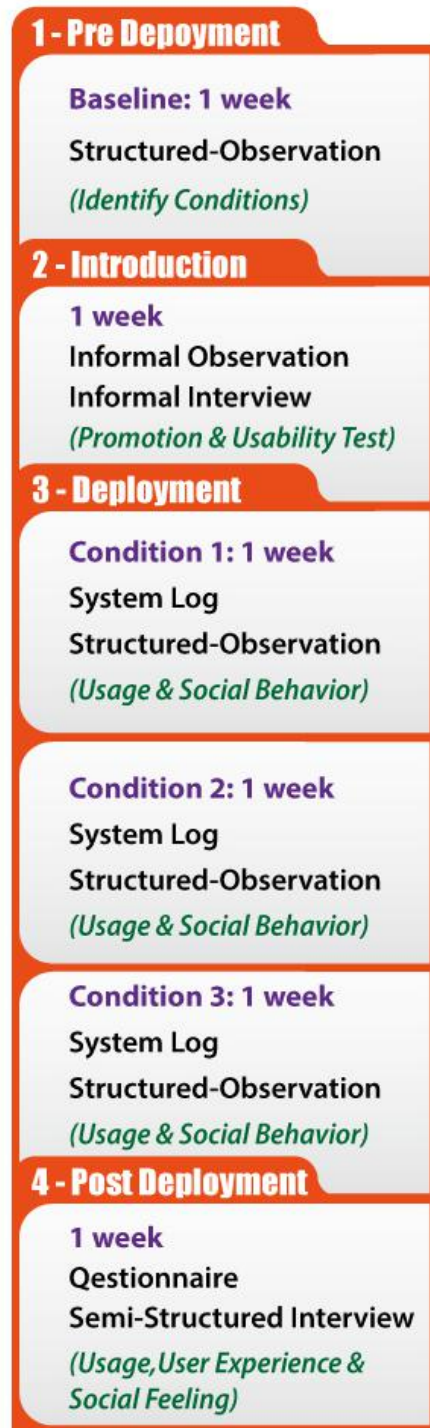 1 - Pre Depoyment
Baseline: 1 week
Structured-Observation
(Identify Conditions)
2 - Introduction
1 week
Informal Observation
Informal Interview
(Promotion & Usability Test)
3 - Deployment
Condition 1: 1 week
System Log
Structured-Observation
(Usage & Social Behavior)
Condition 2: 1 week
System Log
Structured-Observation
(Usage & Social Behavior)
Condition 3: 1 week
System Log
Structured-Observation
(Usage & Social Behavior)
4 - Post Deployment
1 week
Qestionnaire
Semi-Structured Interview
(Usage,User Experience &
Social Feeling)